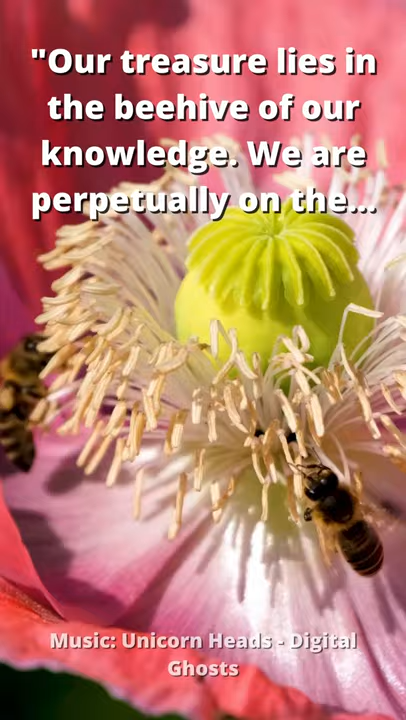 "Our treasure lies in
the beehive of our
knowledge. We are
perpetually on the...
Music: Unicorn Heads - Digital
Ghosts